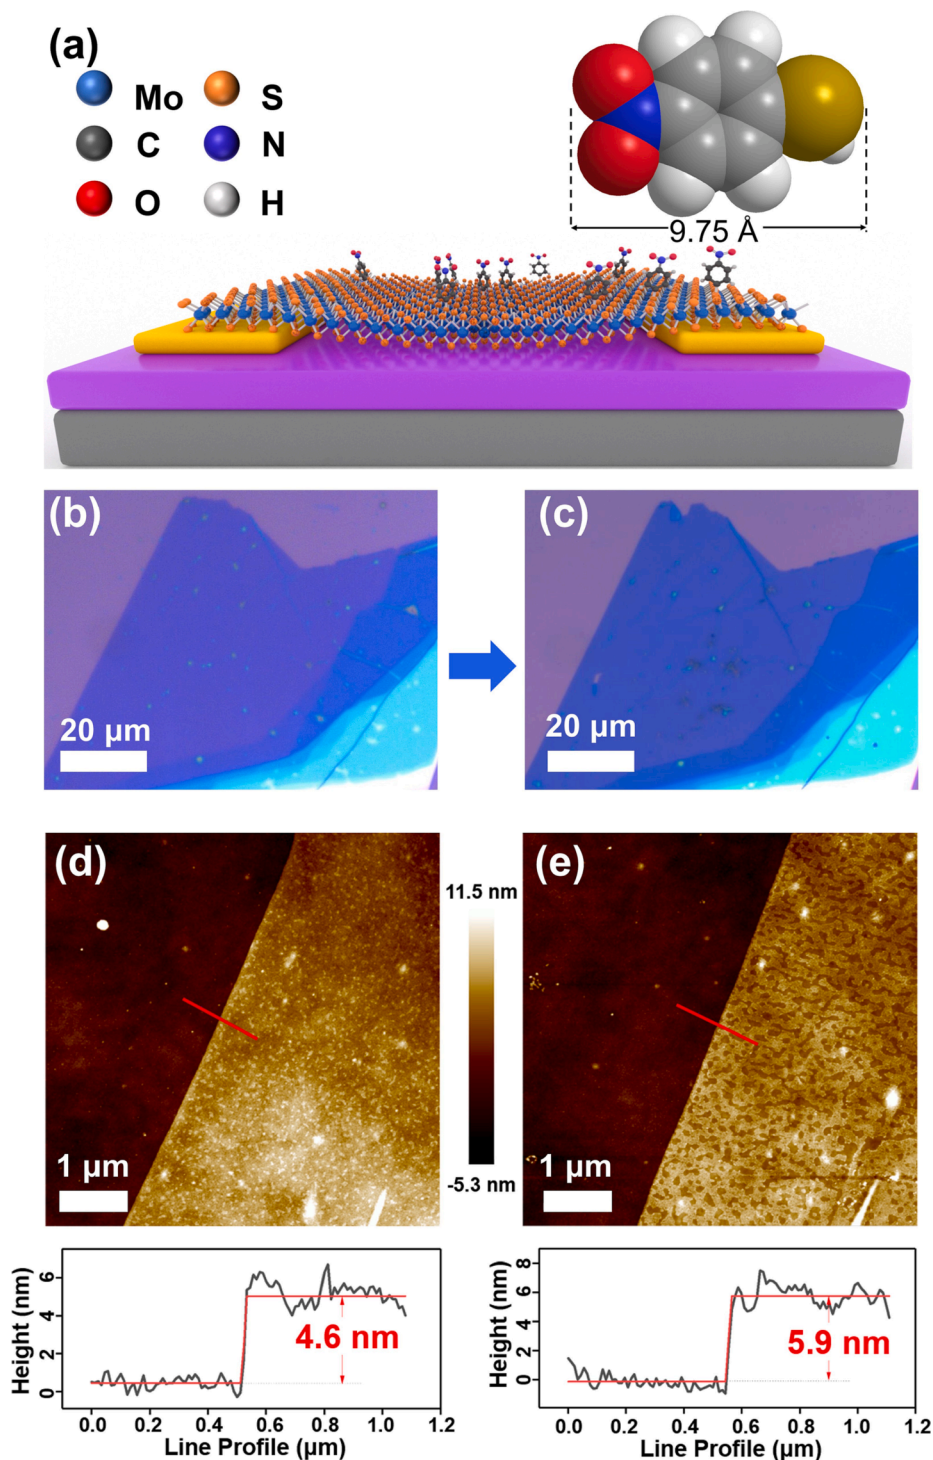 (a)
Mo S
C N
O H
9.75 Å
(b)
20 µm
(c)
20 µm
(d)
1 µm
11.5 nm
-5.3 nm
(e)
1 µm
Height (nm)
6
4
2
0
4.6 nm
0.0 0.2 0.4 0.6 0.8 1.0 1.2
Line Profile (µm)
Height (nm)
8
6
4
2
0
5.9 nm
0.0 0.2 0.4 0.6 0.8 1.0 1.2
Line Profile (µm)